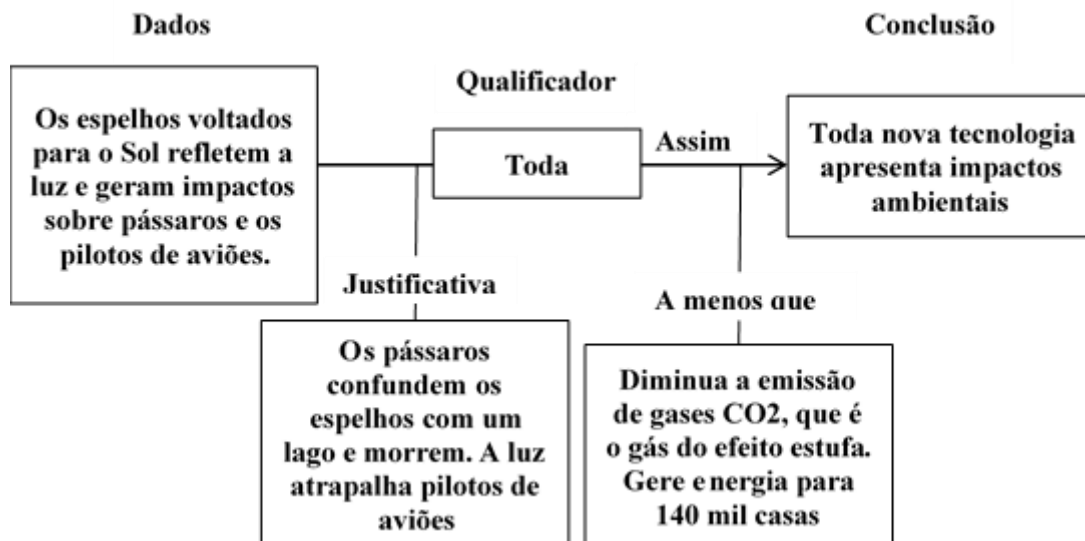 Dados
Conclusão
Qualificador
Os espelhos voltados
para o Sol refletem a
luz e geram impactos
sobre pássaros e os
pilotos de aviões.
Toda
Assim
Toda nova tecnologia
apresenta impactos
ambientais
Justificativa
Os pássaros
confundem os
espelhos com um
lago e morrem. A luz
atrapalha pilotos de
aviões
A menos que
Diminua a emissão
de gases CO2, que é
o gás do efeito estufa.
Gere energia para
140 mil casas